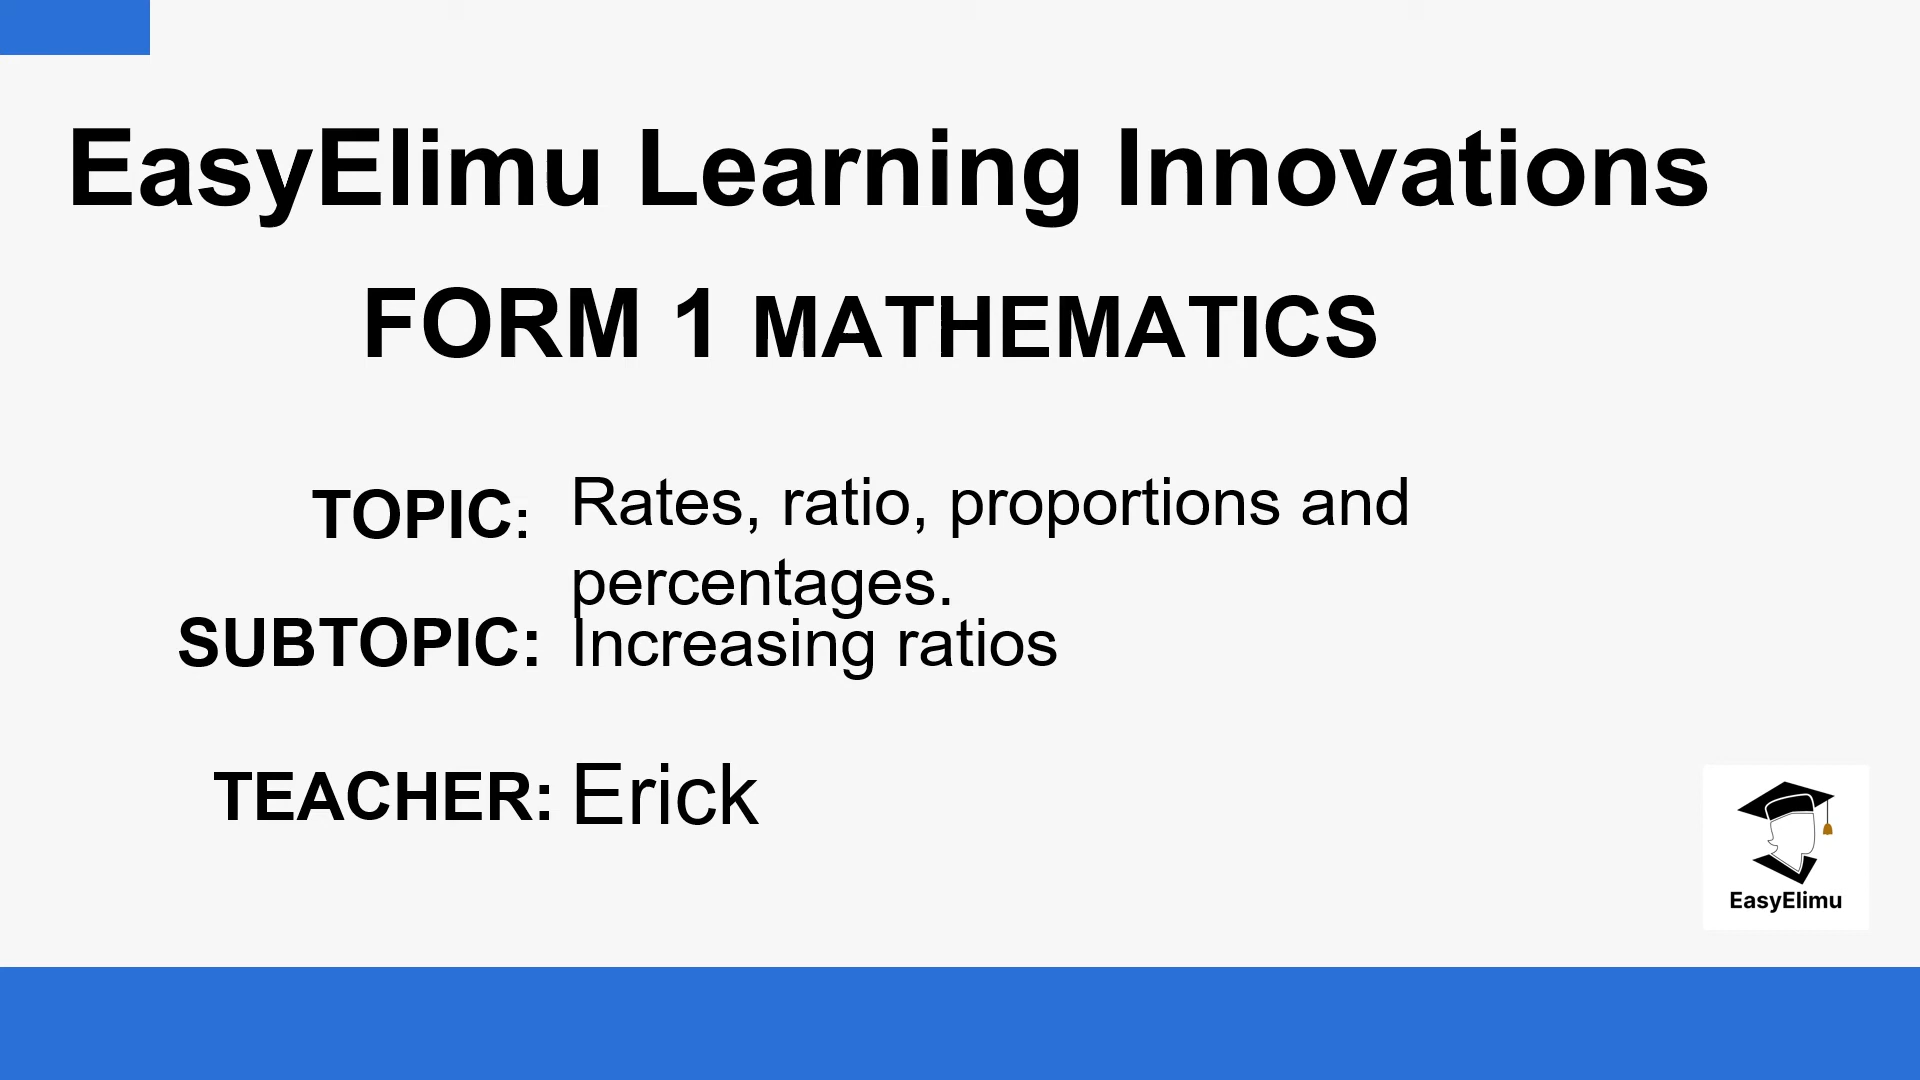 EasyElimu Learning Innovations
FORM 1 MATHEMATICS
TOPIC: Rates, ratio, proportions and
percentages.
SUBTOPIC: Increasing ratios
TEACHER: Erick
EasyElimu